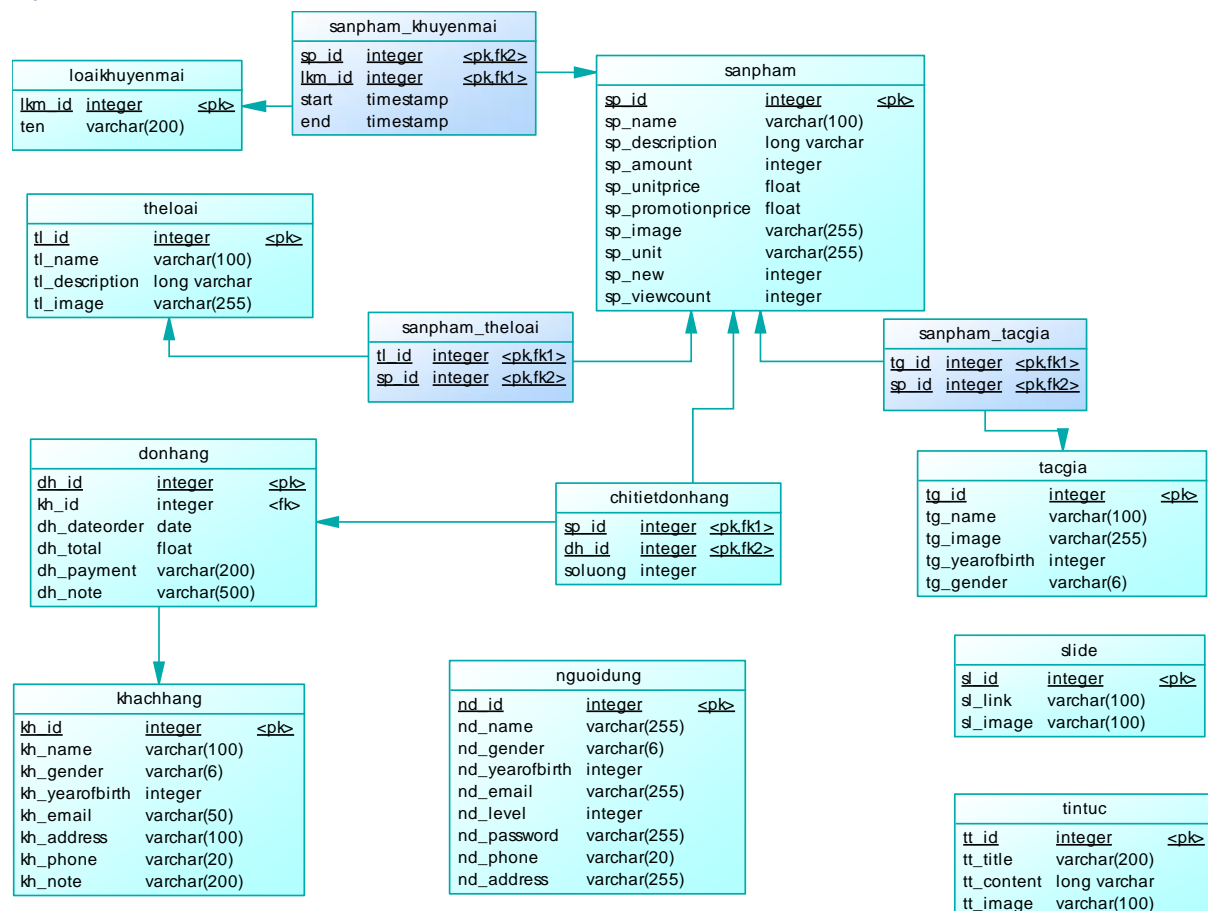 sanpham_khuyenmai
sp_id integer <pk,fk2>
lkm_id integer <pk,fk1>
start timestamp
end timestamp
loaikhuyenmai
lkm_id integer <pk>
ten varchar(200)
sanpham
sp_id integer <pk>
sp_name varchar(100)
sp_description long varchar
sp_amount integer
sp_unitprice float
sp_promotionprice float
sp_image varchar(255)
sp_unit varchar(255)
sp_new integer
sp_viewcount integer
theloai
tl_id integer <pk>
tl_name varchar(100)
tl_description long varchar
tl_image varchar(255)
sanpham_theloai
tl_id integer <pk,fk1>
sp_id integer <pk,fk2>
sanpham_tacgia
tg_id integer <pk,fk1>
sp_id integer <pk,fk2>
donhang
dh_id integer <pk>
kh_id integer <fk>
dh_dateorder date
dh_total float
dh_payment varchar(200)
dh_note varchar(500)
chitietdonhang
sp_id integer <pk,fk1>
dh_id integer <pk,fk2>
soluong integer
tacgia
tg_id integer <pk>
tg_name varchar(100)
tg_image varchar(255)
tg_yearofbirth integer
tg_gender varchar(6)
khachhang
kh_id integer <pk>
kh_name varchar(100)
kh_gender varchar(6)
kh_yearofbirth integer
kh_email varchar(50)
kh_address varchar(100)
kh_phone varchar(20)
kh_note varchar(200)
nguoidung
nd_id integer <pk>
nd_name varchar(255)
nd_gender varchar(6)
nd_yearofbirth integer
nd_email varchar(255)
nd_level integer
nd_password varchar(255)
nd_phone varchar(20)
nd_address varchar(255)
slide
sl_id integer <pk>
sl_link varchar(100)
sl_image varchar(100)
tintuc
tt_id integer <pk>
tt_title varchar(200)
tt_content long varchar
tt_image varchar(100)